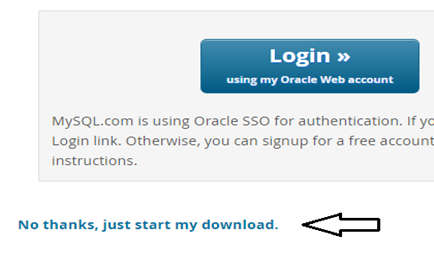 Login »
using my Oracle Web account
MySQL.com is using Oracle SSO for authentication. If yo
Login link. Otherwise, you can signup for a free account
instructions.
No thanks, just start my download.